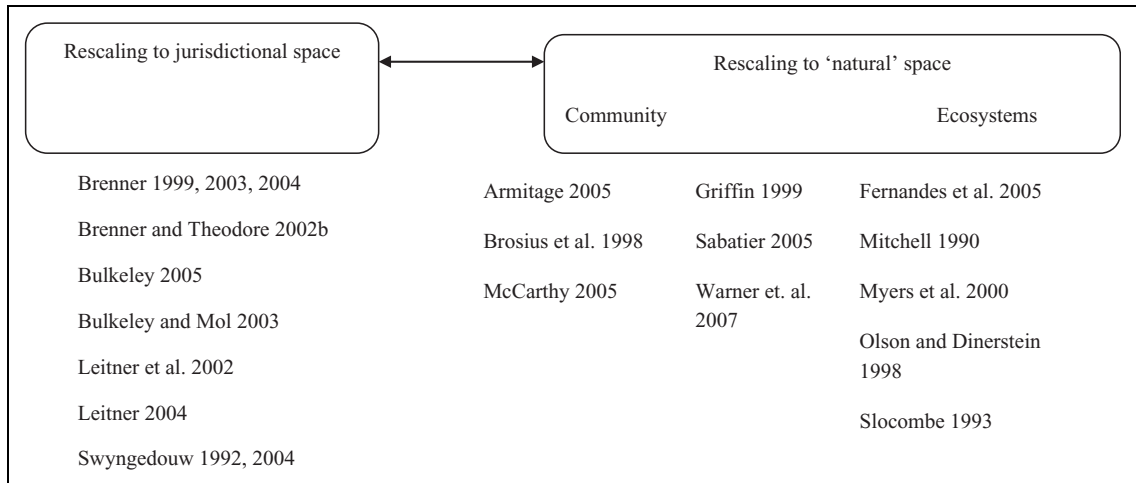 Rescaling to jurisdictional space
Rescaling to ‘natural’ space
Community
Ecosystems
Brenner 1999, 2003, 2004
Brenner and Theodore 2002b
Bulkeley 2005
Bulkeley and Mol 2003
Leitner et al. 2002
Leitner 2004
Swyngedouw 1992, 2004
Armitage 2005
Brosius et al. 1998
McCarthy 2005
Griffin 1999
Sabatier 2005
Warner et. al.
2007
Fernandes et al. 2005
Mitchell 1990
Myers et al. 2000
Olson and Dinerstein
1998
Slocombe 1993